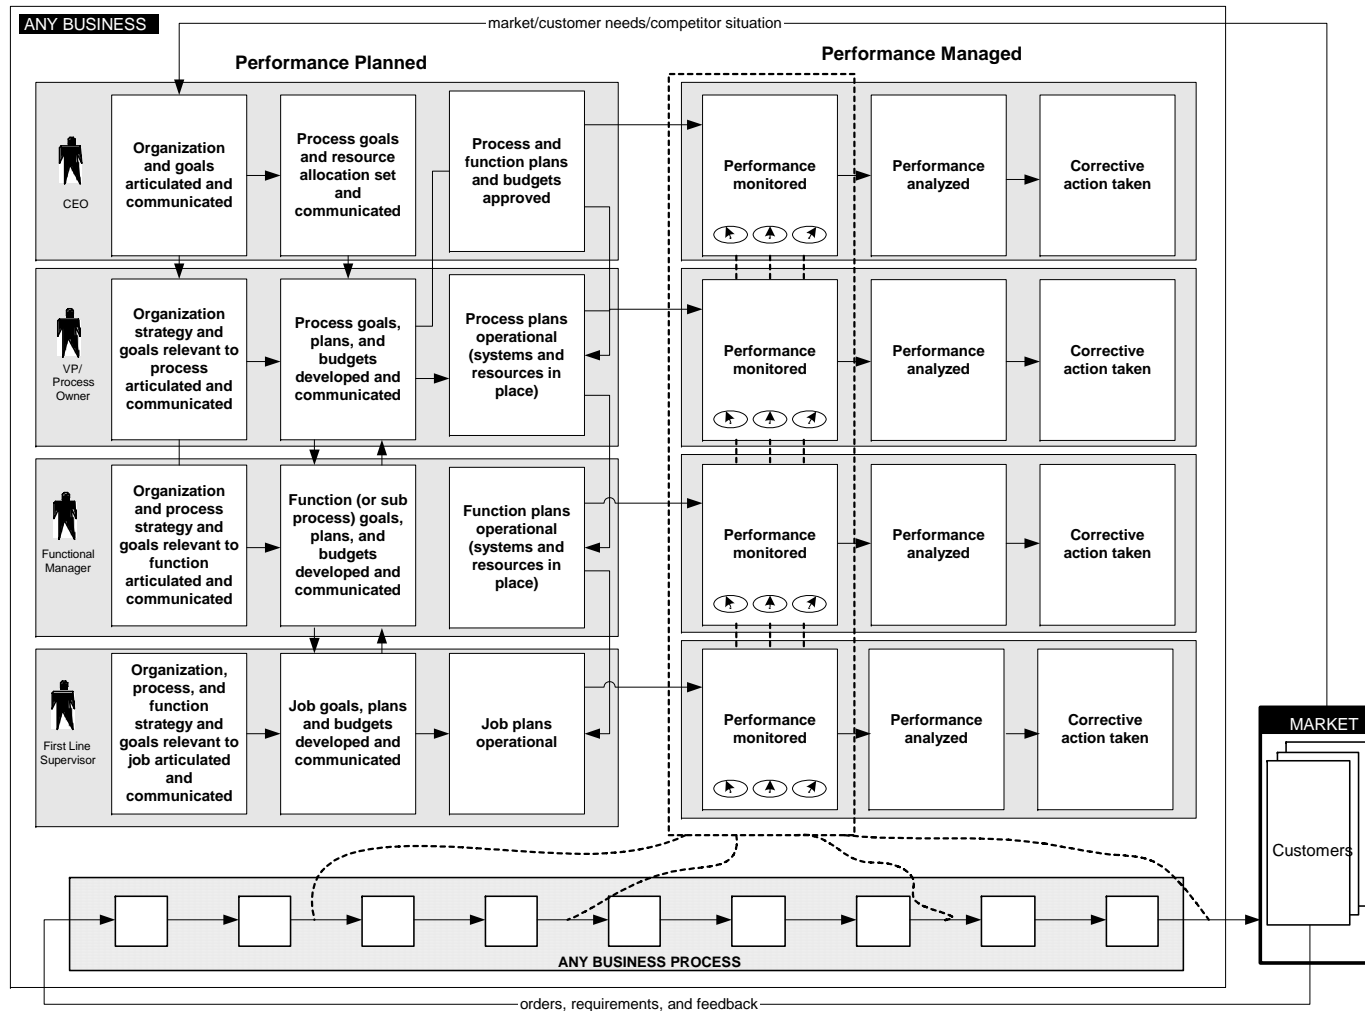 ANY BUSINESS
market/customer needs/competitor situation
Performance Planned
Performance Managed
CEO
Organization
and goals
articulated and
communicated
Process goals
and resource
allocation set
and
communicated
Process and
function plans
and budgets
approved
Performance
monitored
Performance
analyzed
Corrective
action taken
VP/
Process
Owner
Organization
strategy and
goals relevant to
process
articulated and
communicated
Process goals,
plans, and
budgets
developed and
communicated
Process plans
operational
(systems and
resources in
place)
Performance
monitored
Performance
analyzed
Corrective
action taken
Functional
Manager
Organization
and process
strategy and
goals relevant to
function
articulated and
communicated
Function (or sub
process) goals,
plans, and
budgets
developed and
communicated
Function plans
operational
(systems and
resources in
place)
Performance
monitored
Performance
analyzed
Corrective
action taken
First Line
Supervisor
Organization,
process, and
function
strategy and
goals relevant to
job articulated
and
communicated
Job goals, plans
and budgets
developed and
communicated
Job plans
operational
Performance
monitored
Performance
analyzed
Corrective
action taken
MARKET
Customers
ANY BUSINESS PROCESS
orders, requirements, and feedback